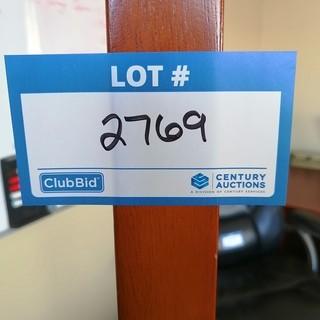 LOT #
2769
ClubBid
CENTURY
AUCTIONS
A DIVISION OF CENTURY SERVICES